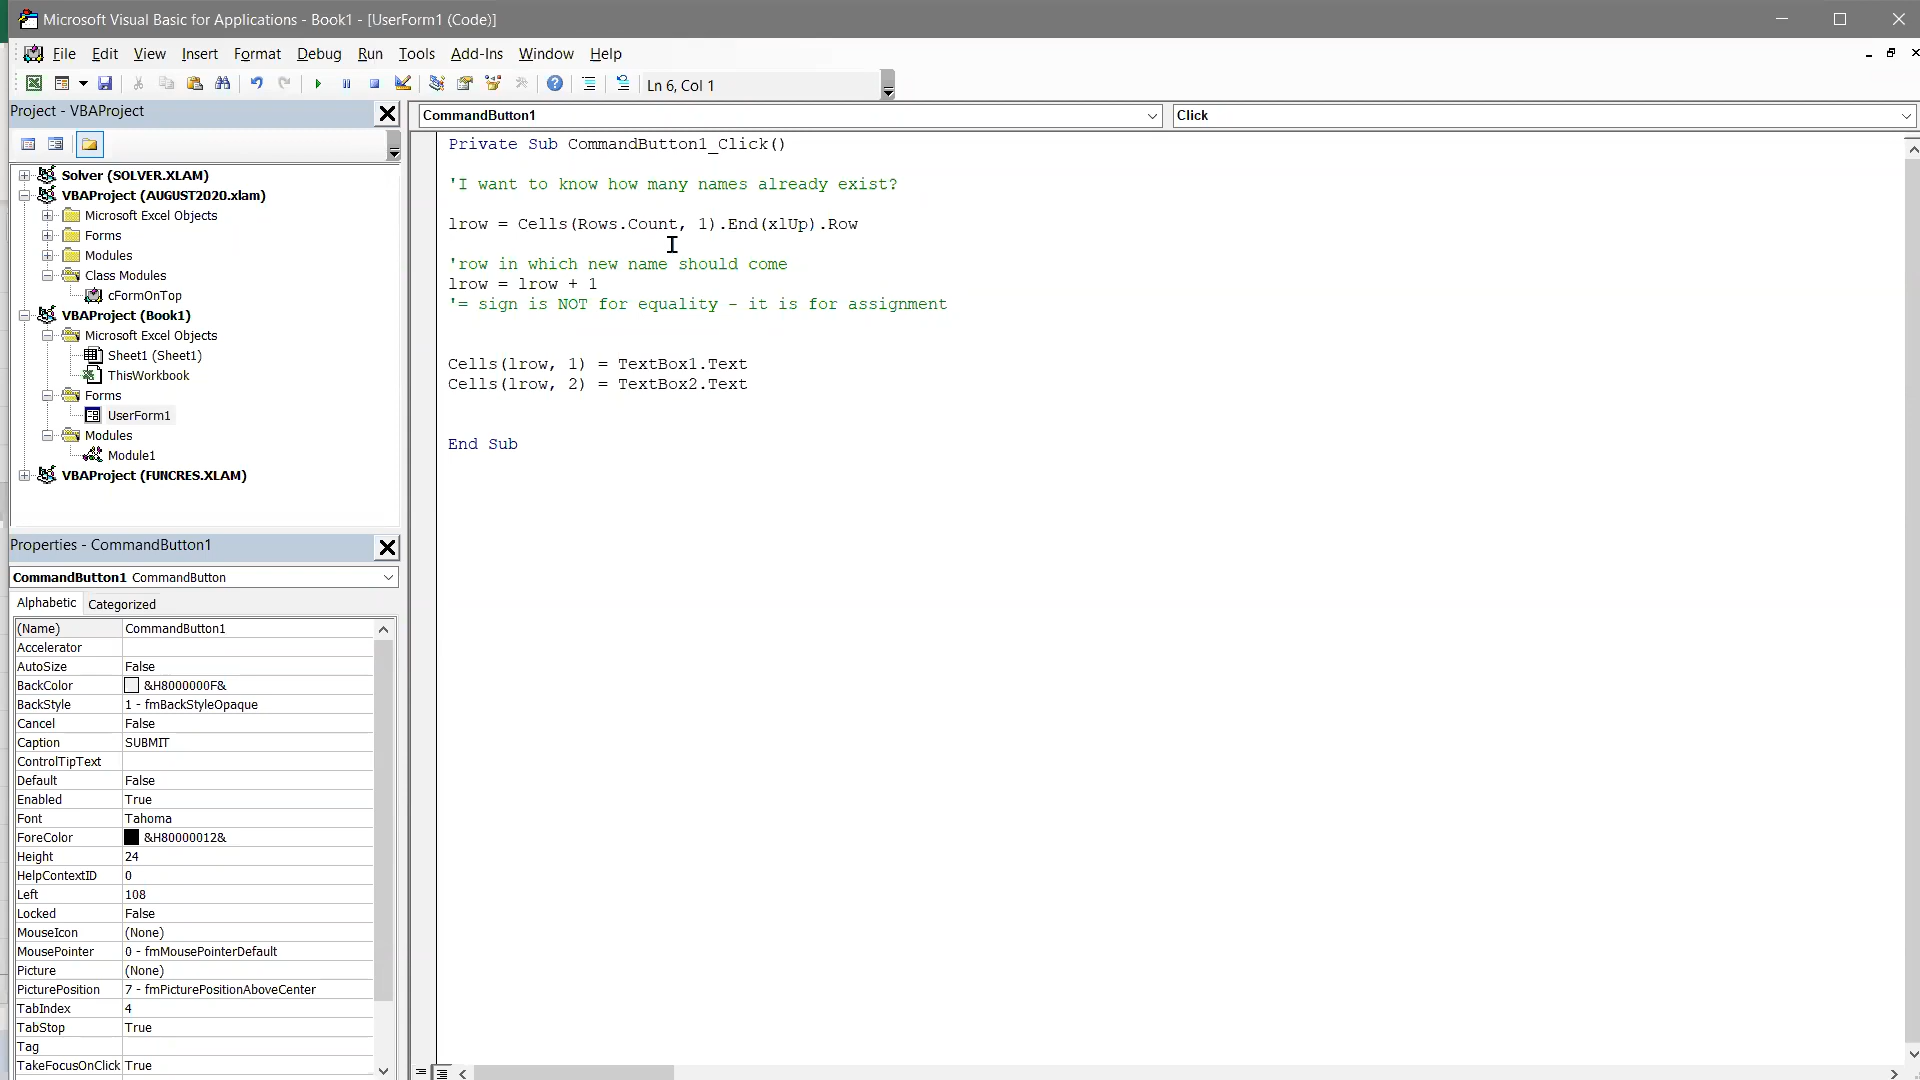 Microsoft Visual Basic for Applications - Book1 - [UserForm1 (Code)]
File Edit View Insert Format Debug Run Tools Add-Ins Window Help
Ln 6, Col 1
Project - VBAProject
Solver (SOLVER.XLAM)
VBAProject (AUGUST2020.xlam)
Microsoft Excel Objects
Forms
Modules
Class Modules
cFormOnTop
VBAProject (Book1)
Microsoft Excel Objects
Sheet1 (Sheet1)
ThisWorkbook
Forms
UserForm1
Modules
Module1
VBAProject (FUNCRES.XLAM)
Properties - CommandButton1
CommandButton1 CommandButton
Alphabetic Categorized
(Name) CommandButton1
Accelerator
AutoSize False
BackColor &H8000000F&
BackStyle 1 - fmBackStyleOpaque
Cancel False
Caption SUBMIT
ControlTipText
Default False
Enabled True
Font Tahoma
ForeColor &H80000012&
Height 24
HelpContextID 0
Left 108
Locked False
MouseIcon (None)
MousePointer 0 - fmMousePointerDefault
Picture (None)
PicturePosition 7 - fmPicturePositionAboveCenter
TabIndex 4
TabStop True
Tag
TakeFocusOnClick True
CommandButton1 Click
Private Sub CommandButton1_Click()
'I want to know how many names already exist?
lrow = Cells(Rows.Count, 1).End(xlUp).Row
'row in which new name should come
lrow = lrow + 1
'= sign is NOT for equality - it is for assignment
Cells(lrow, 1) = TextBox1.Text
Cells(lrow, 2) = TextBox2.Text
End Sub